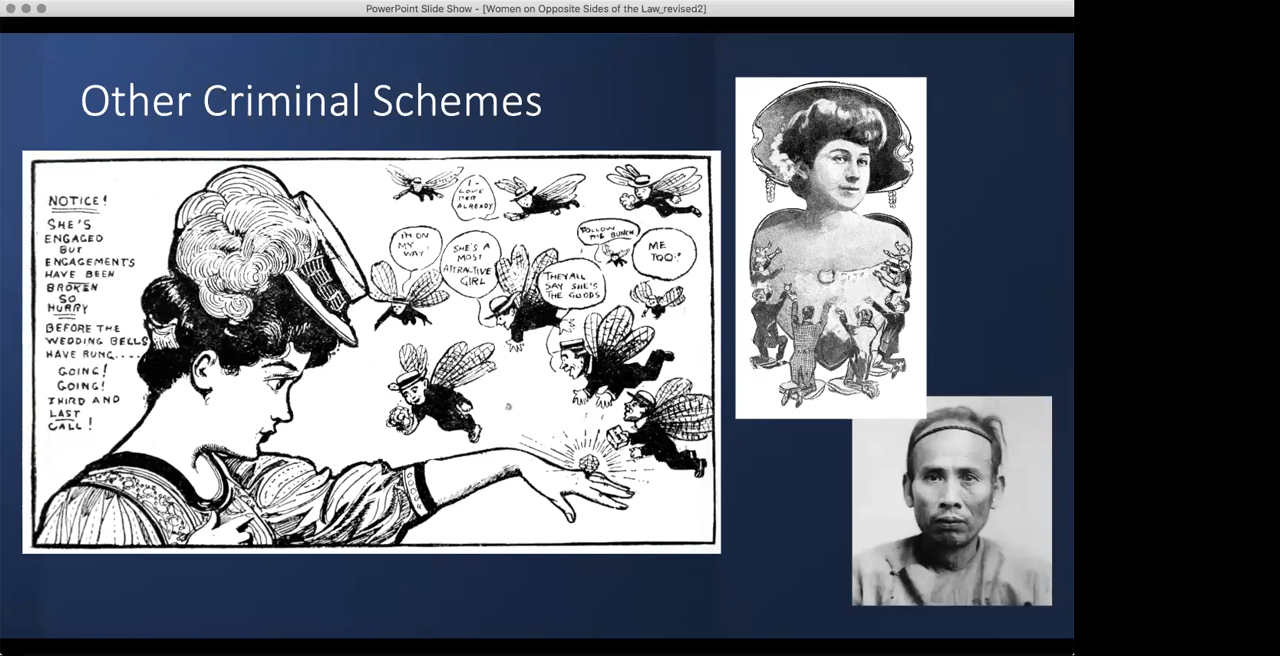 PowerPoint Slide Show - [Women on Opposite Sides of the Law_revised2]
Other Criminal Schemes
NOTICE!
SHE'S
ENGAGED
BUT
ENGAGEMENTS
HAVE BEEN
BROKEN
SO
HURRY
BEFORE THE
WEDDING BELLS
HAVE RUNG....
GOING!
GOING!
THIRD AND
LAST
CALL!
I-
LOVE
HER
ALREADY
I'M ON
MY
WAY
SHE'S A
MOST
ATTRACTIVE
GIRL
FOLLOW
THE BUNCH
ME
TOO!
THEY ALL
SAY SHE'S
THE GOODS